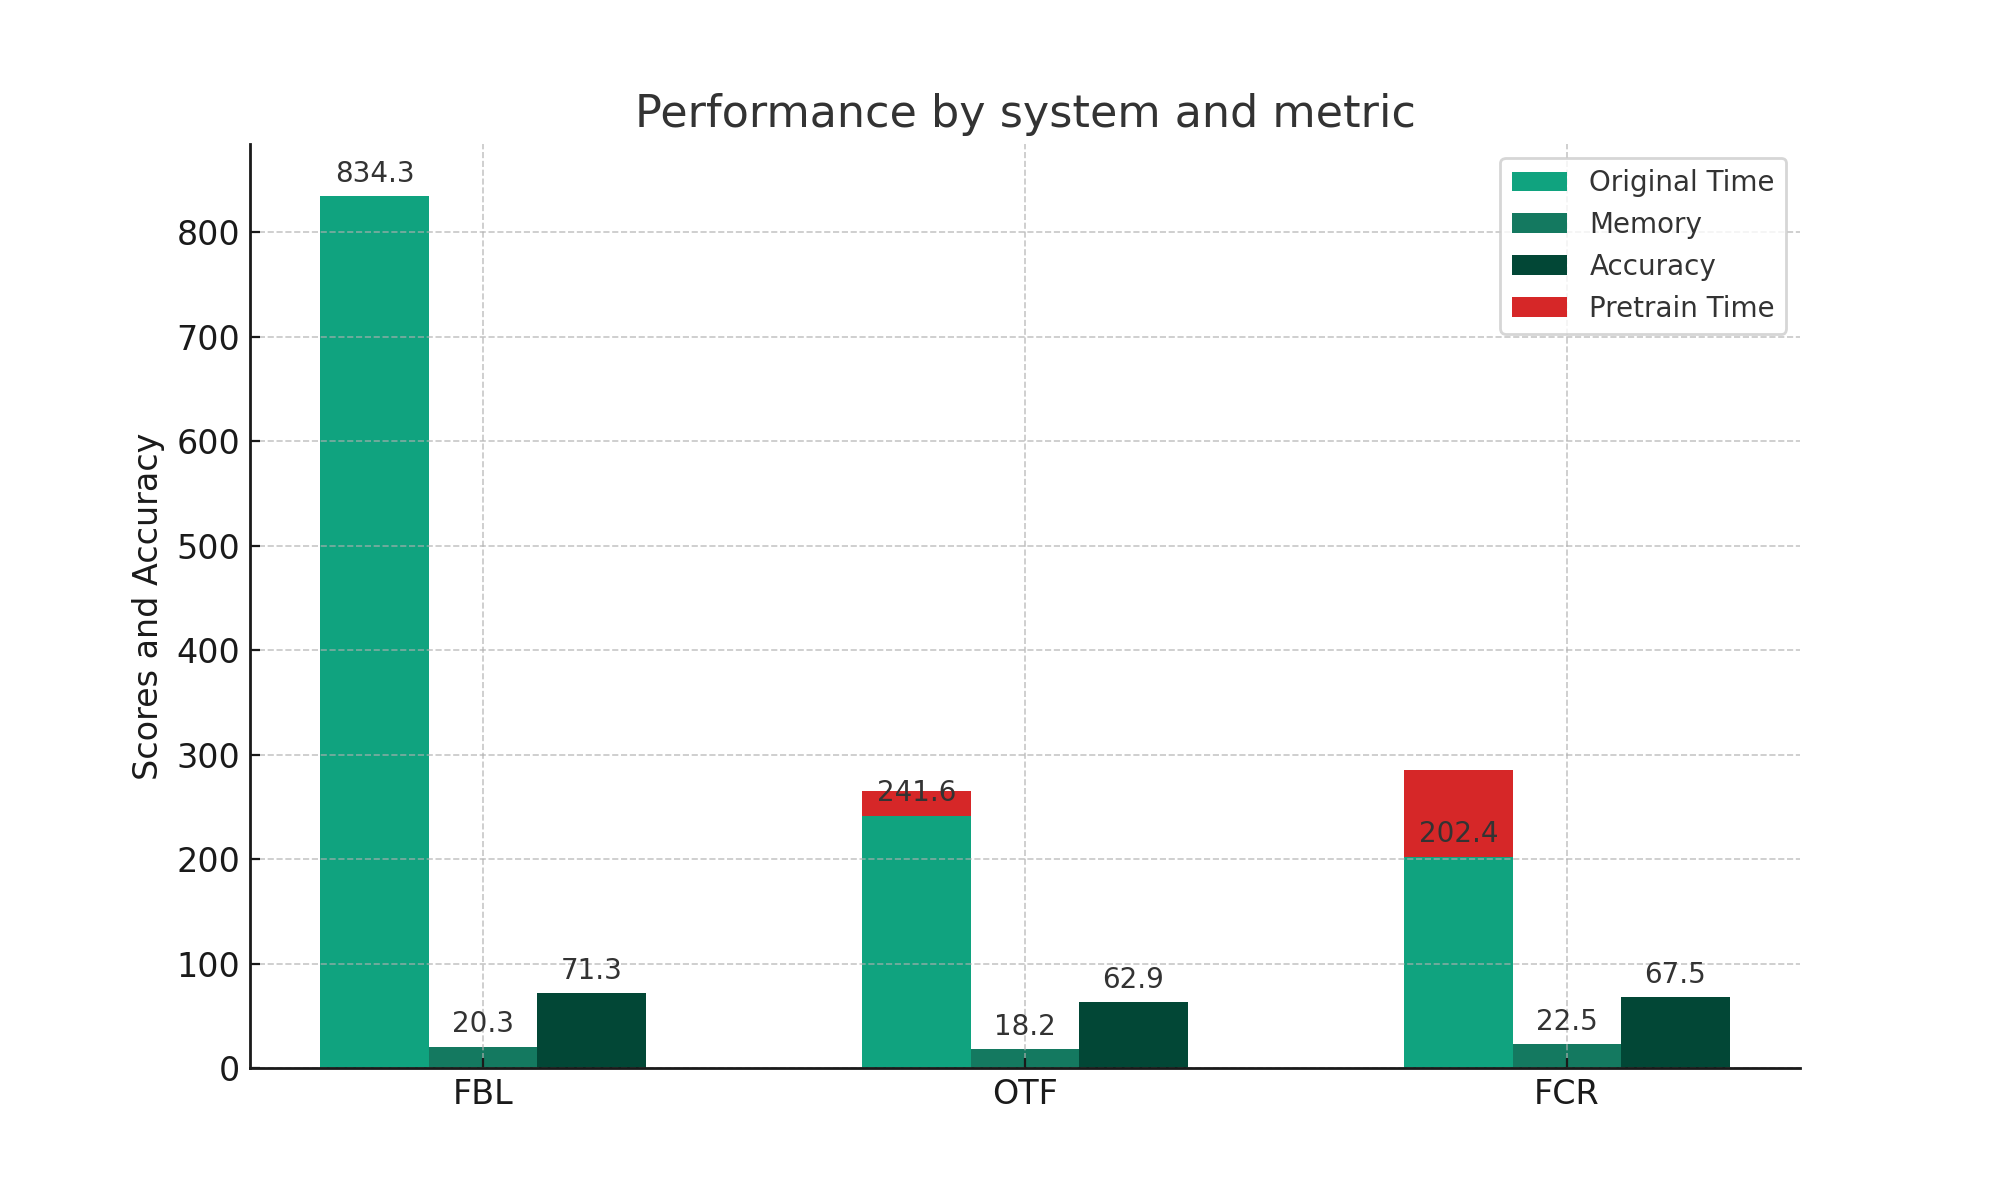 Performance by system and metric
Original Time
Memory
Accuracy
Pretrain Time
Scores and Accuracy
800
700
600
500
400
300
200
100
0
834.3
20.3
71.3
241.6
18.2
62.9
202.4
22.5
67.5
FBL
OTF
FCR